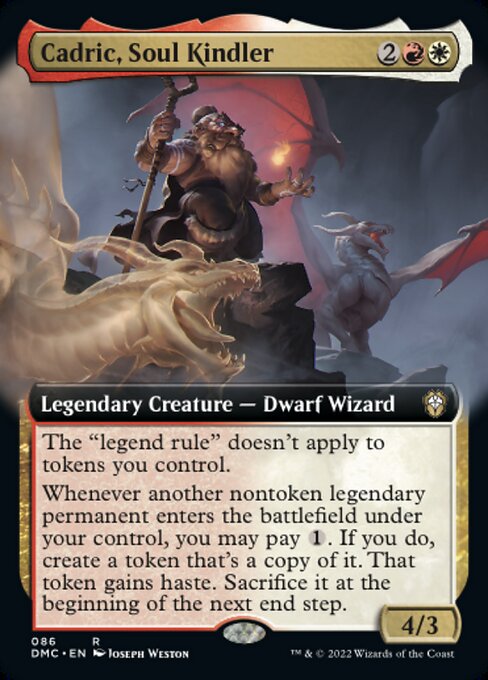 Cadric, Soul Kindler 2
Legendary Creature — Dwarf Wizard
The “legend rule” doesn’t apply to
tokens you control.
Whenever another nontoken legendary
permanent enters the battlefield under
your control, you may pay 1. If you do,
create a token that’s a copy of it. That
token gains haste. Sacrifice it at the
beginning of the next end step.
4/3
086 R
DMC • EN Joseph Weston
™ & © 2022 Wizards of the Coast